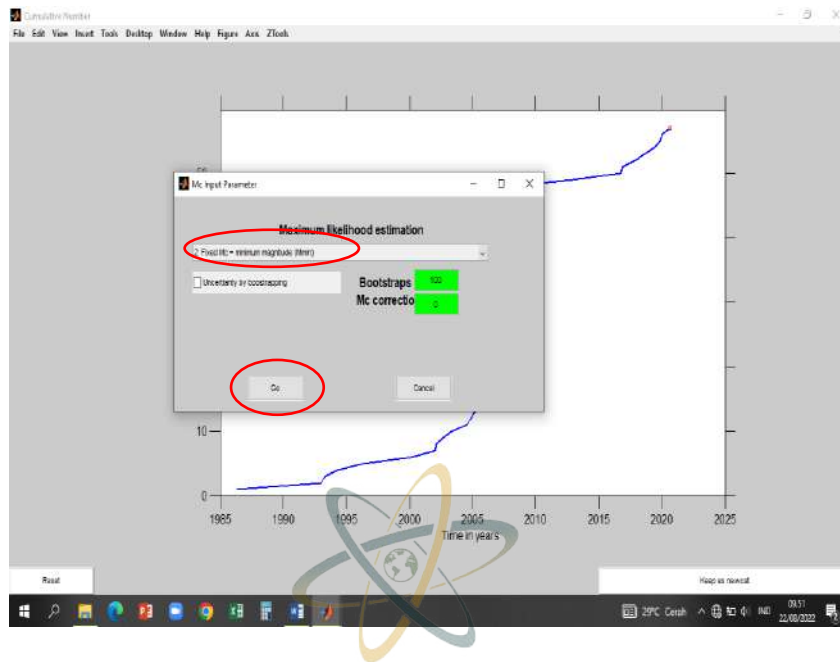 Cumulative Number
File Edit View Insert Tools Desktop Window Help Figure Axis ZTools
Mc Input Parameter
Maximum likelihood estimation
2: Fixed Mc = minimum magnitude (Mmin)
Uncertainty by bootstrapping
Bootstraps 100
Mc correctio 0
Go Cancel
10
0
1985 1990 1995 2000 2005 2010 2015 2020 2025
Time in years
Reset Keep as newcat
29°C Cerah IND 09.51
22/08/2022